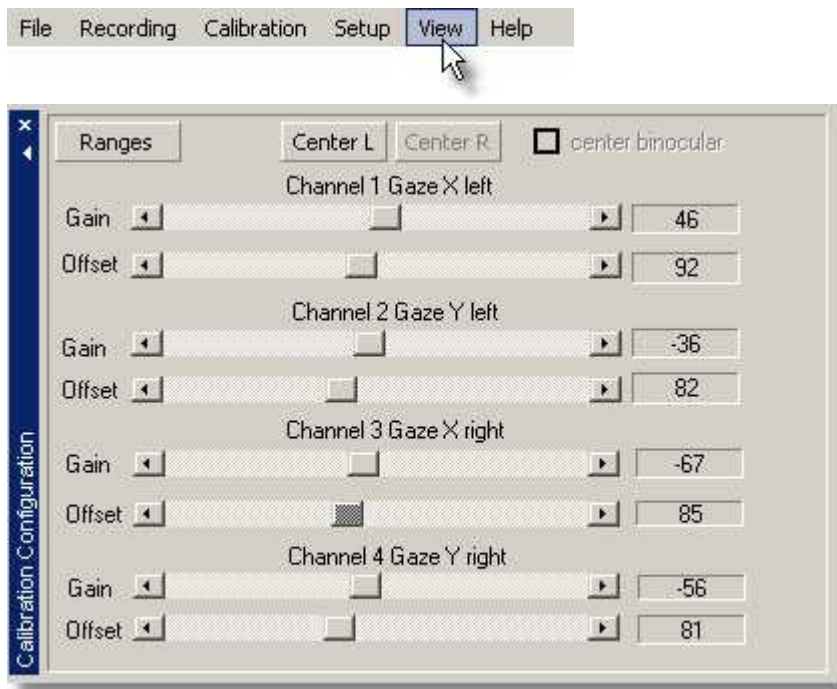 File Recording Calibration Setup View Help
Ranges Center L Center R center binocular
Channel 1 Gaze X left
Gain 46
Offset 92
Channel 2 Gaze Y left
Gain -36
Offset 82
Channel 3 Gaze X right
Gain -67
Offset 85
Channel 4 Gaze Y right
Gain -56
Offset 81
Calibration Configuration